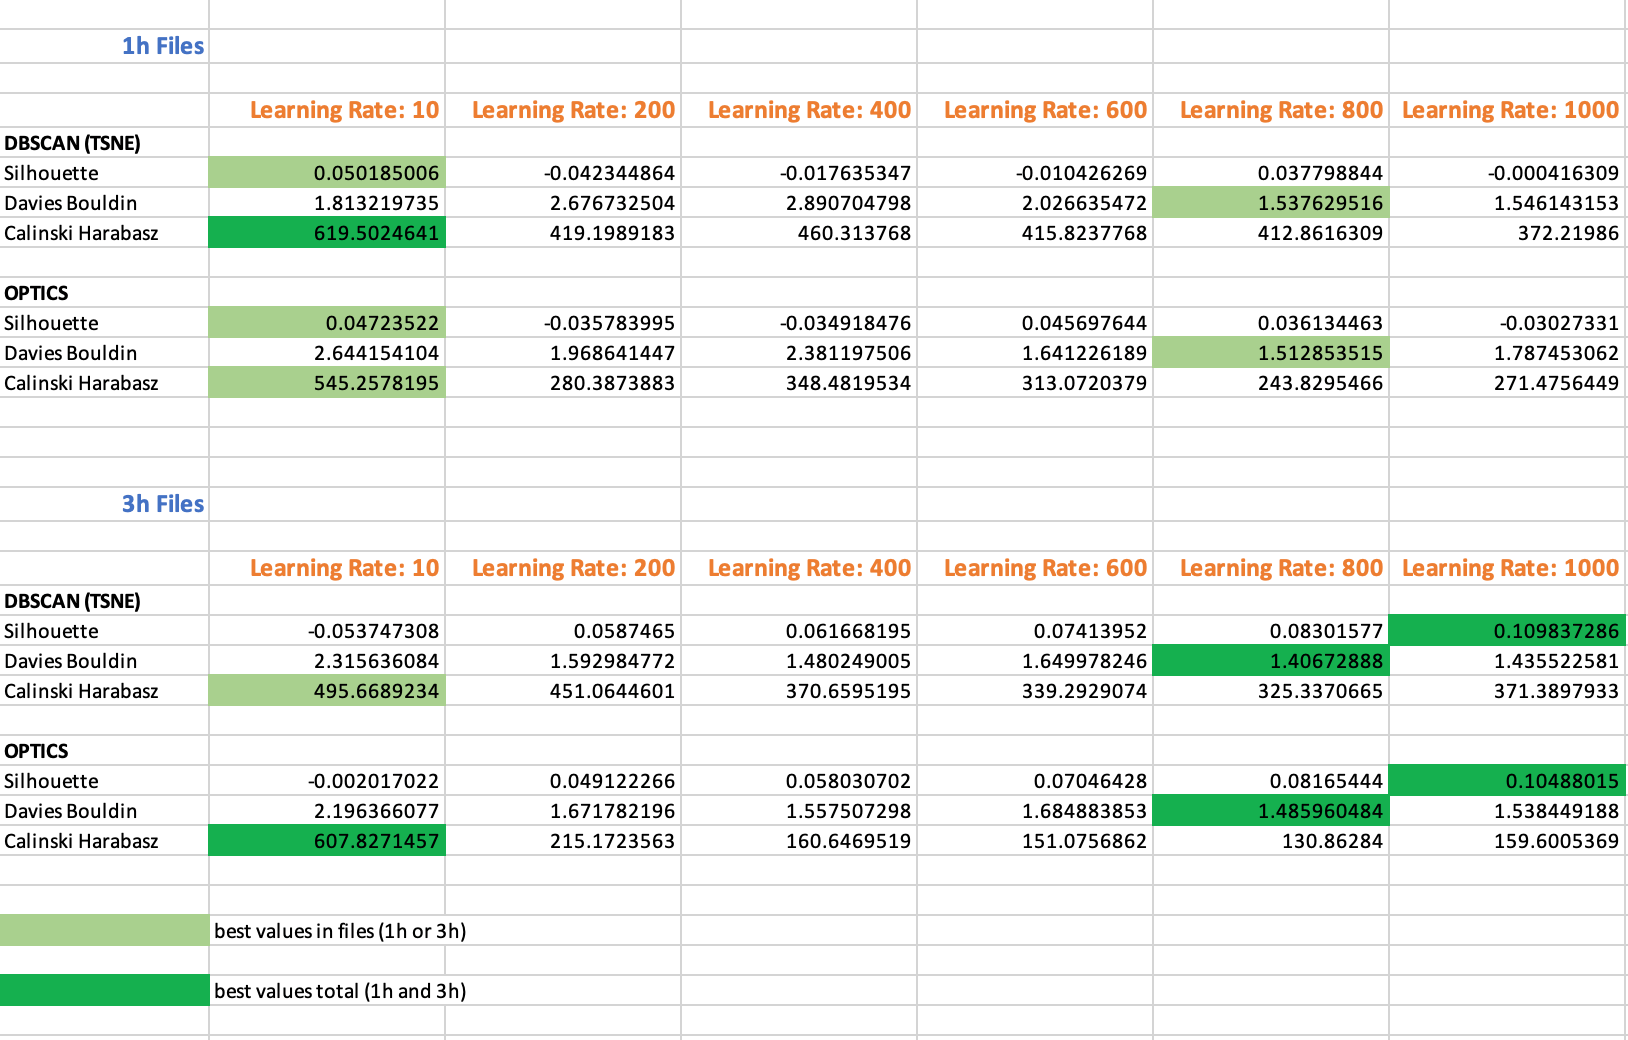 1h Files
Learning Rate: 10 Learning Rate: 200 Learning Rate: 400 Learning Rate: 600 Learning Rate: 800 Learning Rate: 1000
DBSCAN (TSNE)
Silhouette 0.050185006 -0.042344864 -0.017635347 -0.010426269 0.037798844 -0.000416309
Davies Bouldin 1.813219735 2.676732504 2.890704798 2.026635472 1.537629516 1.546143153
Calinski Harabasz 619.5024641 419.1989183 460.313768 415.8237768 412.8616309 372.21986
OPTICS
Silhouette 0.04723522 -0.035783995 -0.034918476 0.045697644 0.036134463 -0.03027331
Davies Bouldin 2.644154104 1.968641447 2.381197506 1.641226189 1.512853515 1.787453062
Calinski Harabasz 545.2578195 280.3873883 348.4819534 313.0720379 243.8295466 271.4756449
3h Files
Learning Rate: 10 Learning Rate: 200 Learning Rate: 400 Learning Rate: 600 Learning Rate: 800 Learning Rate: 1000
DBSCAN (TSNE)
Silhouette -0.053747308 0.0587465 0.061668195 0.07413952 0.08301577 0.109837286
Davies Bouldin 2.315636084 1.592984772 1.480249005 1.649978246 1.40672888 1.435522581
Calinski Harabasz 495.6689234 451.0644601 370.6595195 339.2929074 325.3370665 371.3897933
OPTICS
Silhouette -0.002017022 0.049122266 0.058030702 0.07046428 0.08165444 0.10488015
Davies Bouldin 2.196366077 1.671782196 1.557507298 1.684883853 1.485960484 1.538449188
Calinski Harabasz 607.8271457 215.1723563 160.6469519 151.0756862 130.86284 159.6005369
best values in files (1h or 3h)
best values total (1h and 3h)